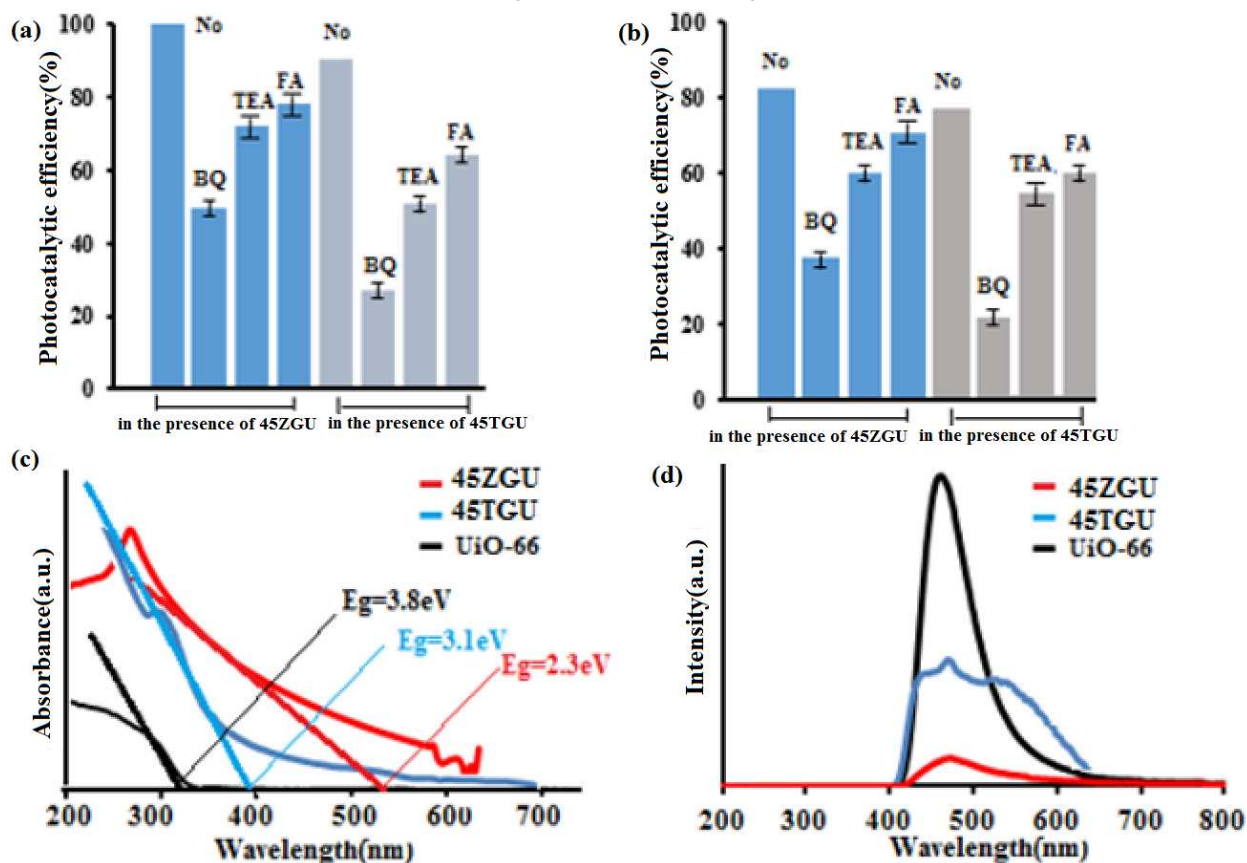 (a)
Photocatalytic efficiency(%)
100
80
60
40
20
0
No
BQ
TEA
FA
No
BQ
TEA
FA
in the presence of 45ZGU
in the presence of 45TGU
(b)
Photocatalytic efficiency(%)
100
80
60
40
20
0
No
BQ
TEA
FA
No
BQ
TEA
FA
in the presence of 45ZGU
in the presence of 45TGU
(c)
Absorbance(a.u.)
45ZGU
45TGU
UiO-66
Eg=3.8eV
Eg=3.1eV
Eg=2.3eV
200 300 400 500 600 700
Wavelength(nm)
(d)
Intensity(a.u.)
45ZGU
45TGU
UiO-66
200 300 400 500 600 700 800
Wavelength(nm)